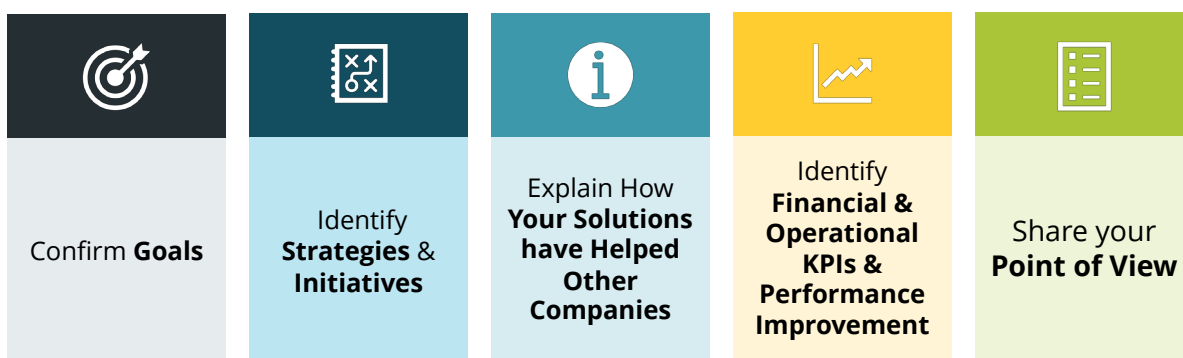 Confirm Goals
Identify
Strategies &
Initiatives
Explain How
Your Solutions
have Helped
Other
Companies
Identify
Financial &
Operational
KPIs &
Performance
Improvement
Share your
Point of View